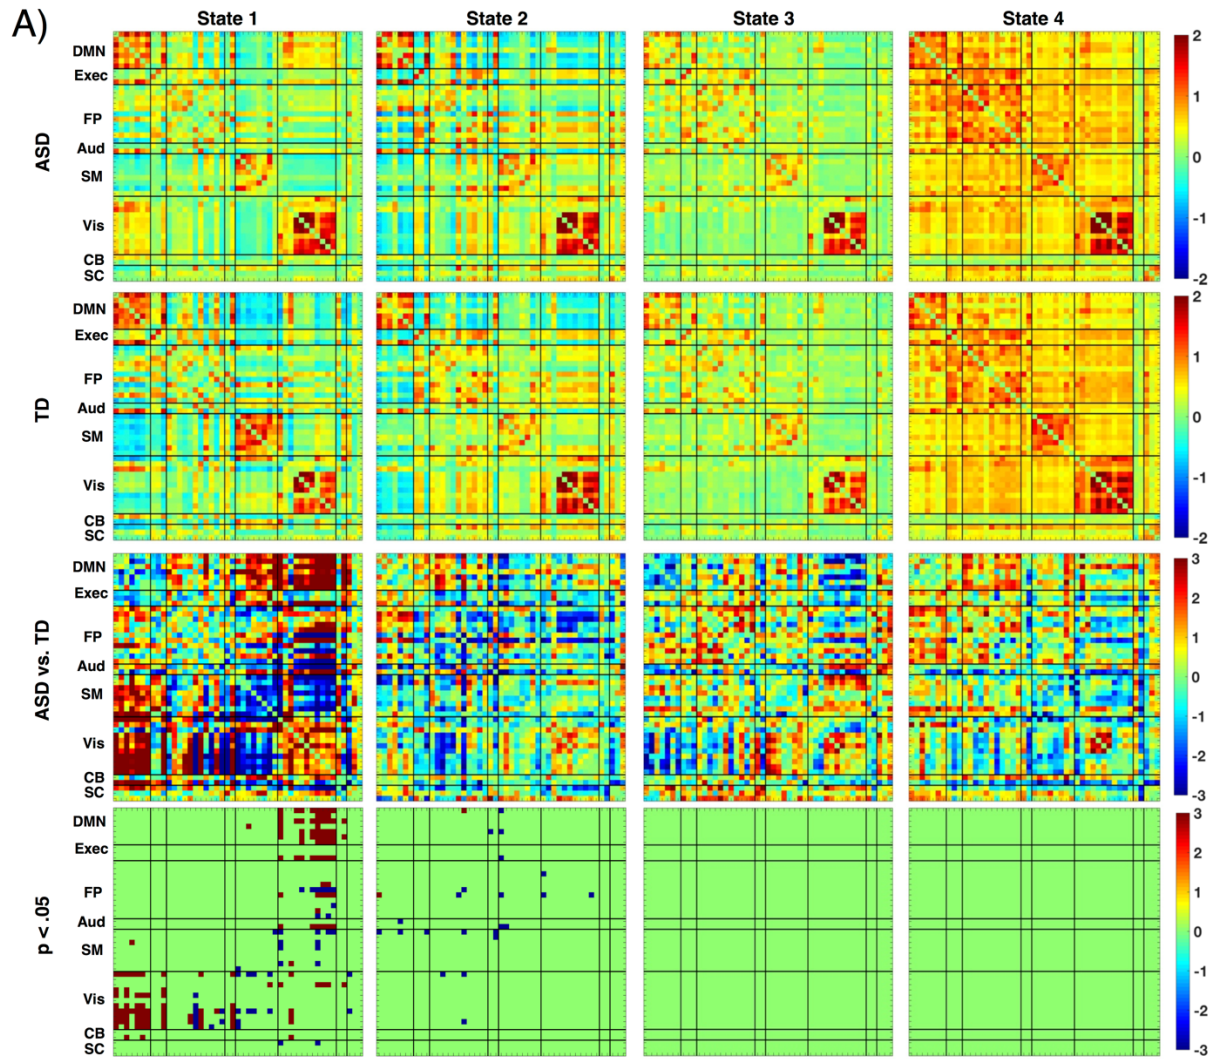 A)
State 1 State 2 State 3 State 4
ASD
DMN
Exec
FP
Aud
SM
Vis
CB
SC
2
1
0
-1
-2
TD
DMN
Exec
FP
Aud
SM
Vis
CB
SC
2
1
0
-1
-2
ASD vs. TD
DMN
Exec
FP
Aud
SM
Vis
CB
SC
3
2
1
0
-1
-2
-3
p < .05
DMN
Exec
FP
Aud
SM
Vis
CB
SC
3
2
1
0
-1
-2
-3